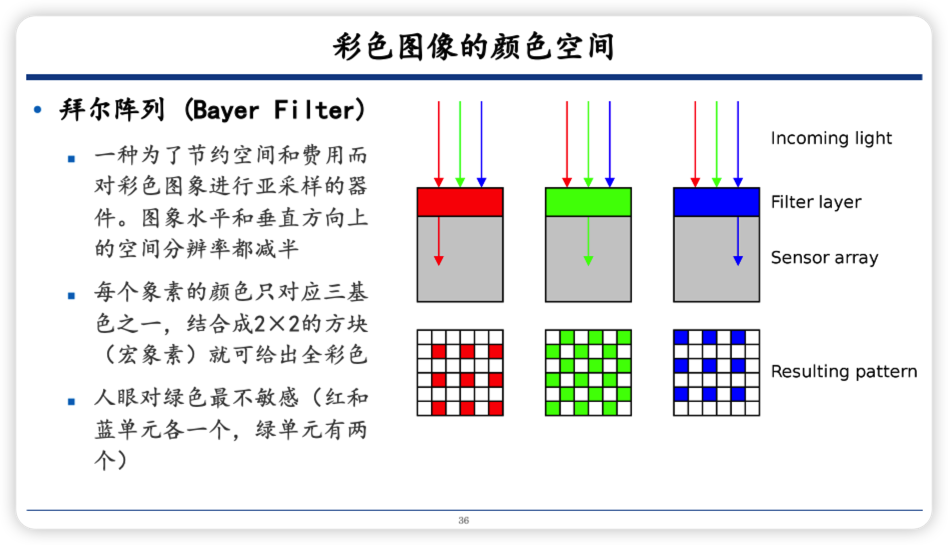 彩色图像的颜色空间
• 拜尔阵列 (Bayer Filter)
▪ 一种为了节约空间和费用而
对彩色图象进行亚采样的器
件。图象水平和垂直方向上
的空间分辨率都减半
▪ 每个象素的颜色只对应三基
色之一, 结合成2×2的方块
（宏象素）就可给出全彩色
▪ 人眼对绿色最不敏感（红和
蓝单元各一个, 绿单元有两
个）
Incoming light
Filter layer
Sensor array
Resulting pattern
36